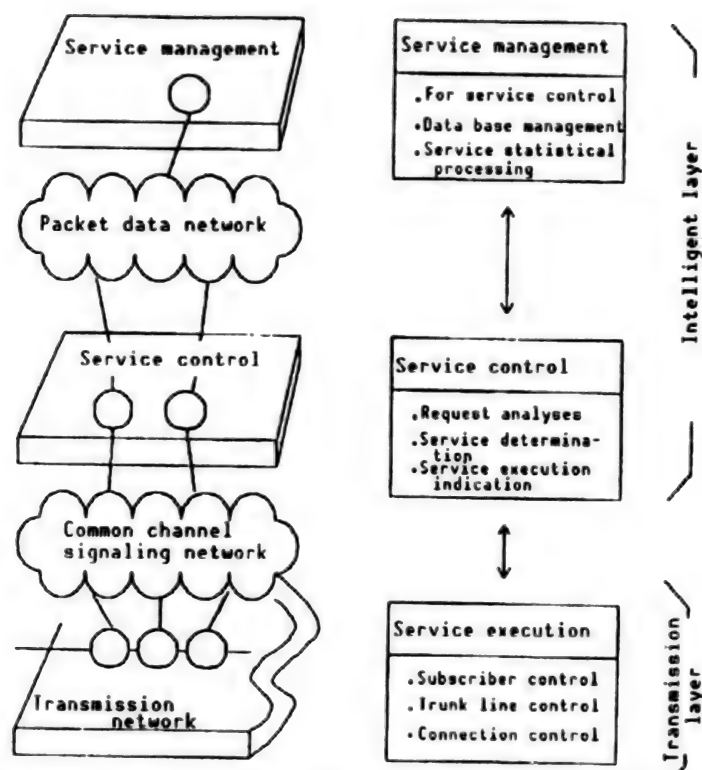 Service management
Packet data network
Service control
Common channel
signaling network
Transmission
network
Service management
.For service control
.Data base management
.Service statistical
processing
Service control
.Request analyses
.Service determina-
tion
.Service execution
indication
Service execution
.Subscriber control
.Trunk line control
.Connection control
Intelligent layer
Transmission
layer